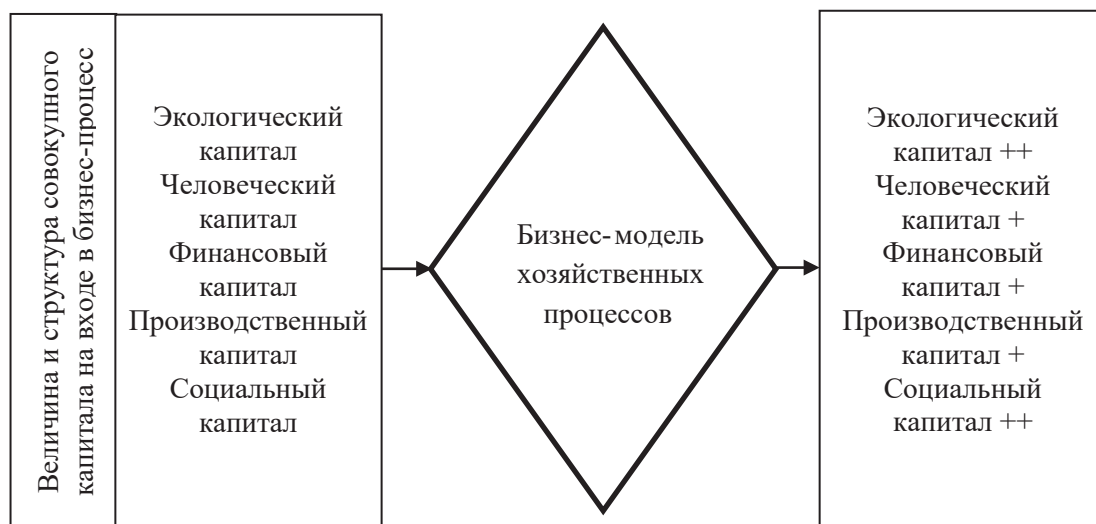 Величина и структура совокупного
капитала на входе в бизнес-процесс
Экологический
капитал
Человеческий
капитал
Финансовый
капитал
Производственный
капитал
Социальный
капитал
Бизнес-модель
хозяйственных
процессов
Экологический
капитал ++
Человеческий
капитал +
Финансовый
капитал +
Производственный
капитал +
Социальный
капитал ++